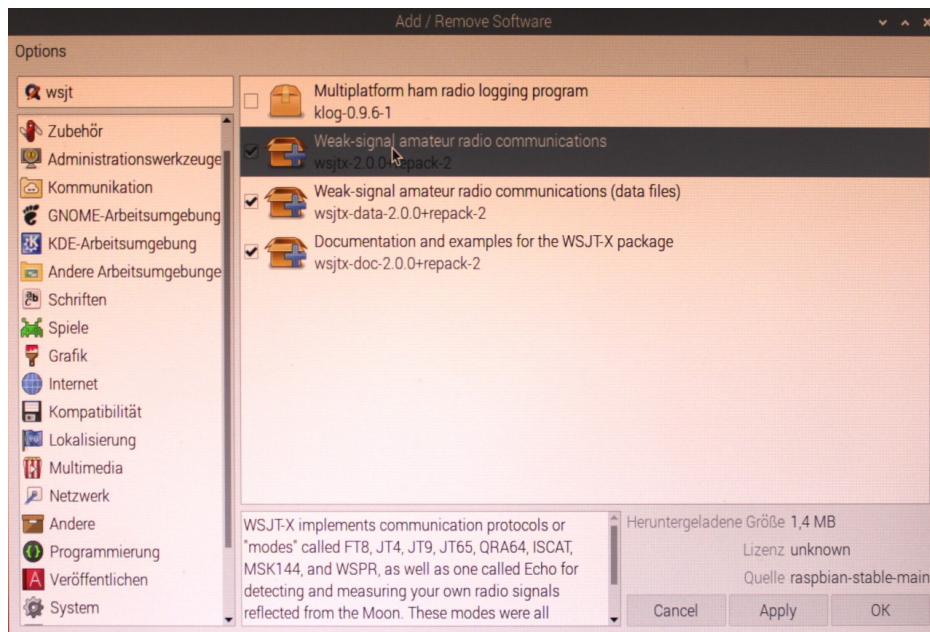 Add / Remove Software
Options
wsjt
Zubehör
Administrationswerkzeuge
Kommunikation
GNOME-Arbeitsumgebung
KDE-Arbeitsumgebung
Andere Arbeitsumgebunge
Schriften
Spiele
Grafik
Internet
Kompatibilität
Lokalisierung
Multimedia
Netzwerk
Andere
Programmierung
Veröffentlichen
System
Multiplatform ham radio logging program
klog-0.9.6-1
Weak-signal amateur radio communications
wsjtx-2.0.0+repack-2
Weak-signal amateur radio communications (data files)
wsjtx-data-2.0.0+repack-2
Documentation and examples for the WSJT-X package
wsjtx-doc-2.0.0+repack-2
WSJT-X implements communication protocols or
"modes" called FT8, JT4, JT9, JT65, QRA64, ISCAT,
MSK144, and WSPR, as well as one called Echo for
detecting and measuring your own radio signals
reflected from the Moon. These modes were all
Heruntergeladene Größe 1,4 MB
Lizenz unknown
Quelle raspbian-stable-main
Cancel Apply OK